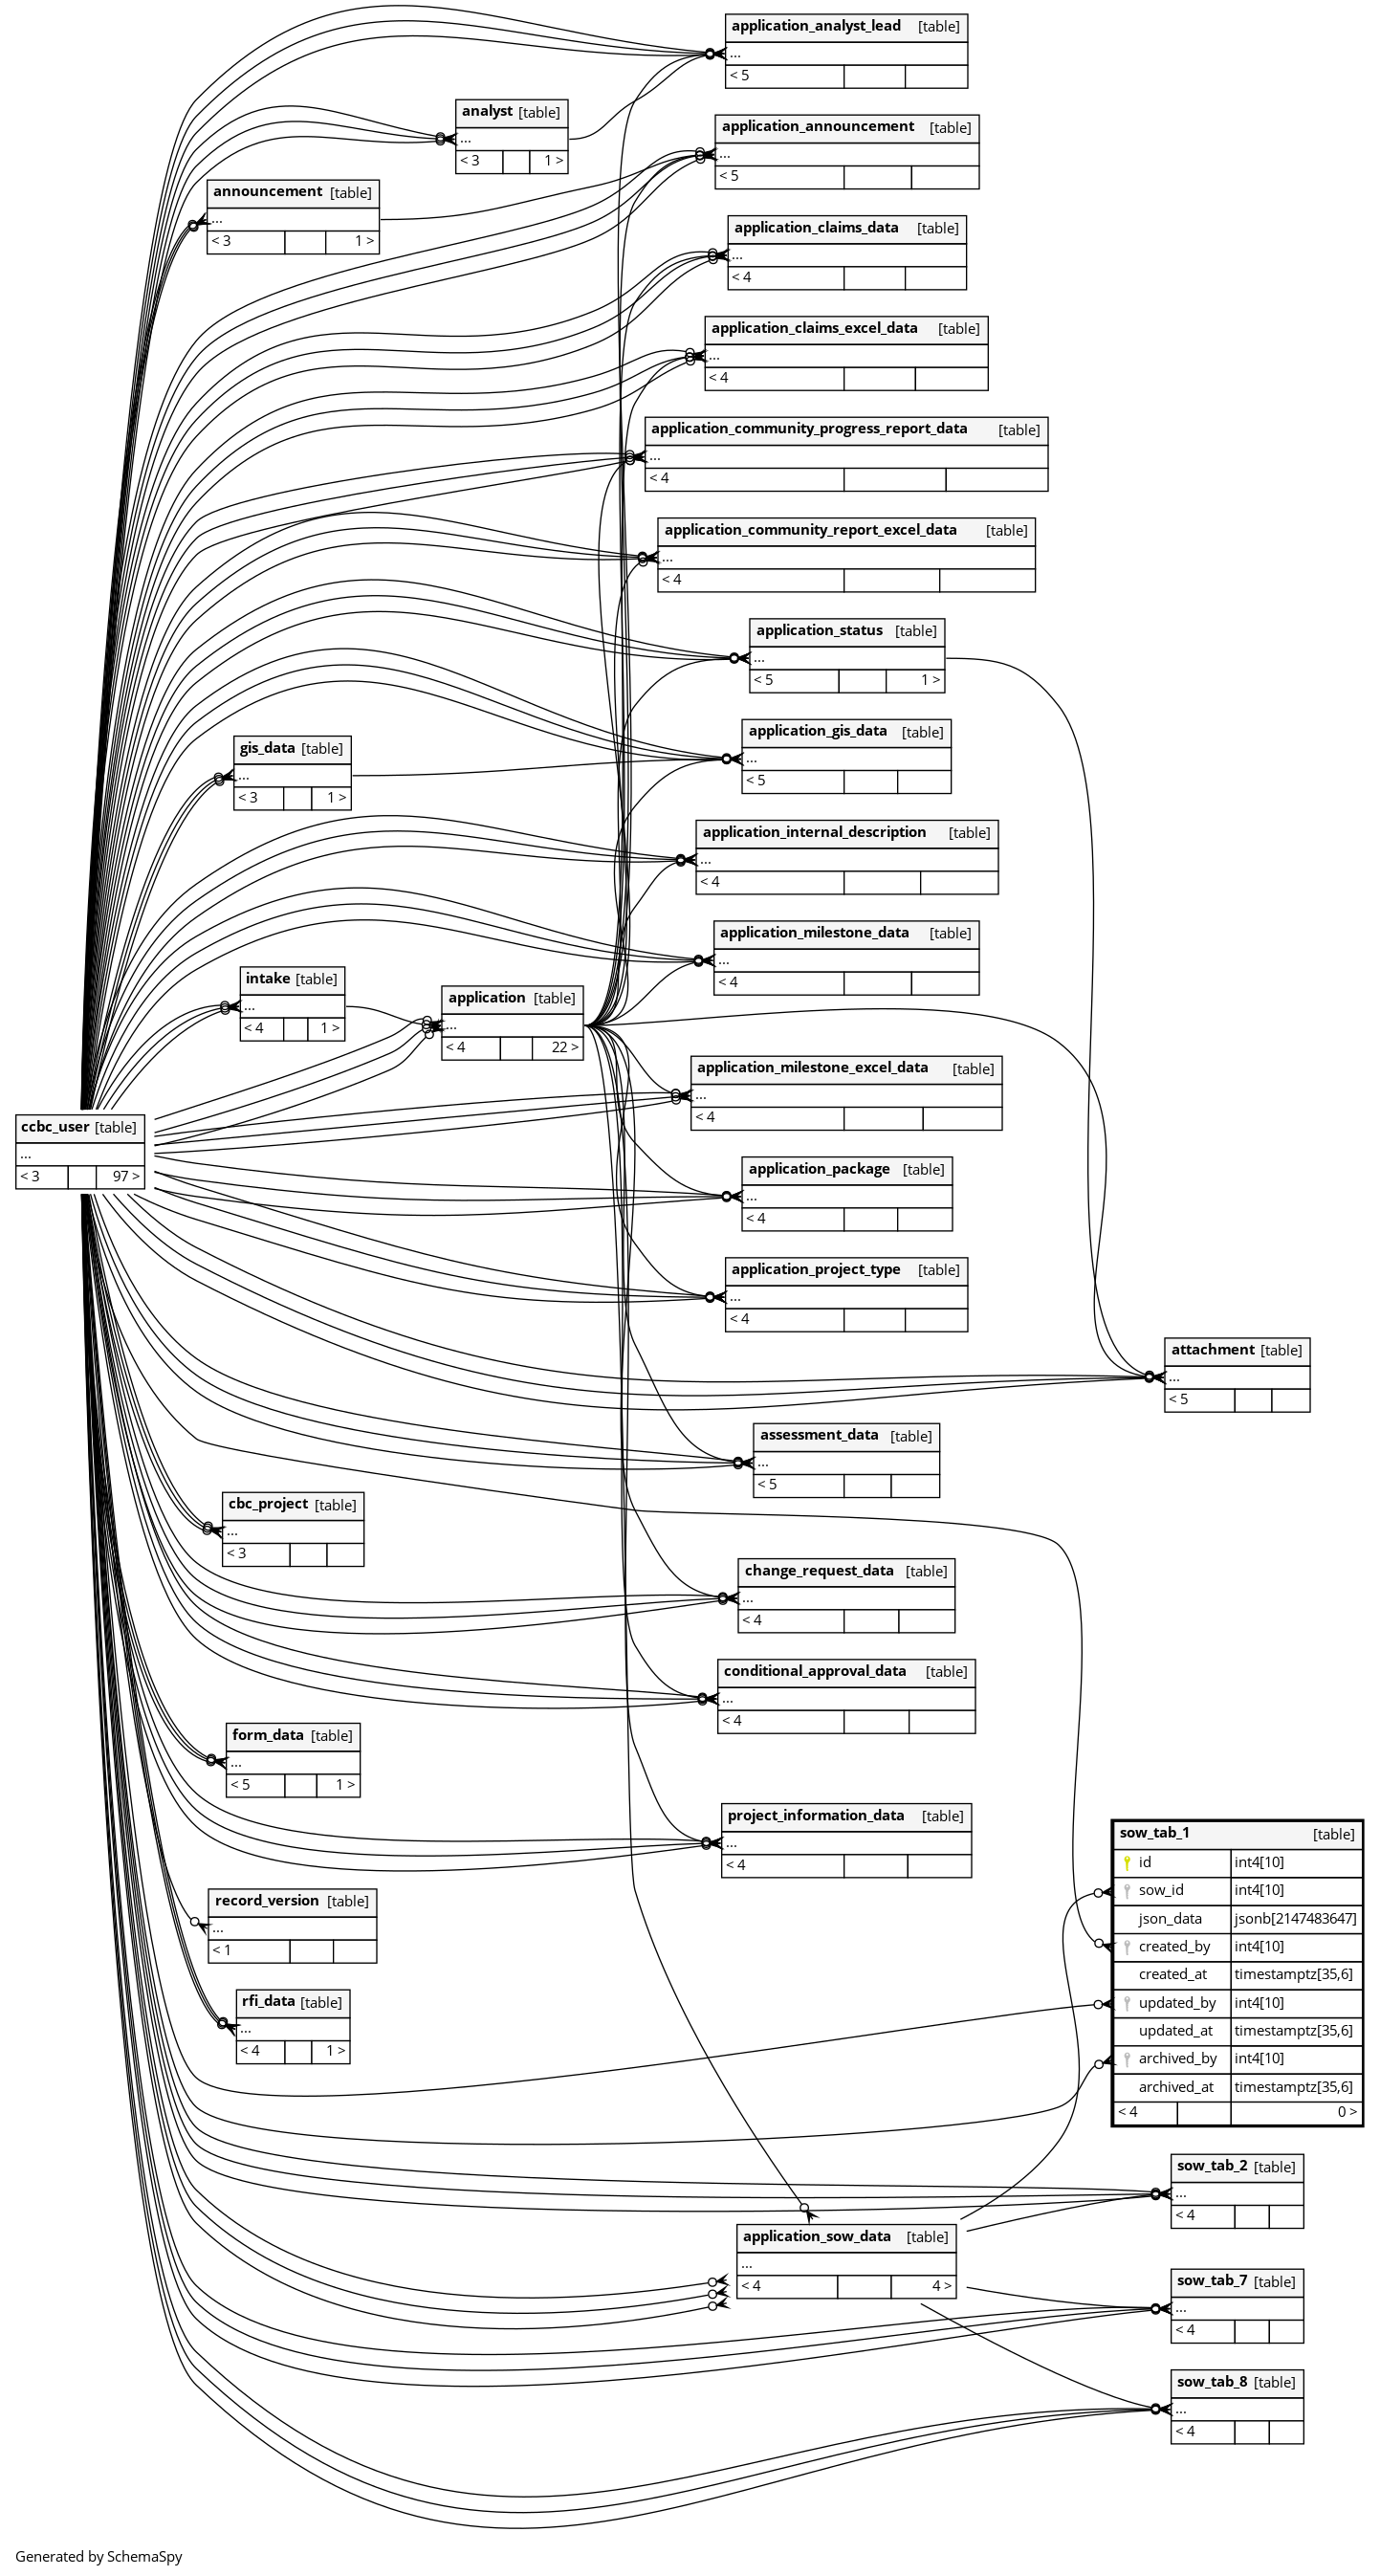 application_analyst_lead [table]
...
< 5
analyst [table]
...
< 3 1 >
application_announcement [table]
...
< 5
announcement [table]
...
< 3 1 >
application_claims_data [table]
...
< 4
application_claims_excel_data [table]
...
< 4
application_community_progress_report_data [table]
...
< 4
application_community_report_excel_data [table]
...
< 4
application_status [table]
...
< 5 1 >
application_gis_data [table]
...
< 5
gis_data [table]
...
< 3 1 >
application_internal_description [table]
...
< 4
application_milestone_data [table]
...
< 4
intake [table]
...
< 4 1 >
application [table]
...
< 4 22 >
application_milestone_excel_data [table]
...
< 4
ccbc_user [table]
...
< 3 97 >
application_package [table]
...
< 4
application_project_type [table]
...
< 4
attachment [table]
...
< 5
assessment_data [table]
...
< 5
cbc_project [table]
...
< 3
change_request_data [table]
...
< 4
conditional_approval_data [table]
...
< 4
form_data [table]
...
< 5 1 >
project_information_data [table]
...
< 4
sow_tab_1 [table]
id int4[10]
sow_id int4[10]
json_data jsonb[2147483647]
created_by int4[10]
created_at timestamptz[35,6]
updated_by int4[10]
updated_at timestamptz[35,6]
archived_by int4[10]
archived_at timestamptz[35,6]
< 4 0 >
record_version [table]
...
< 1
rfi_data [table]
...
< 4 1 >
sow_tab_2 [table]
...
< 4
application_sow_data [table]
...
< 4 4 >
sow_tab_7 [table]
...
< 4
sow_tab_8 [table]
...
< 4
Generated by SchemaSpy